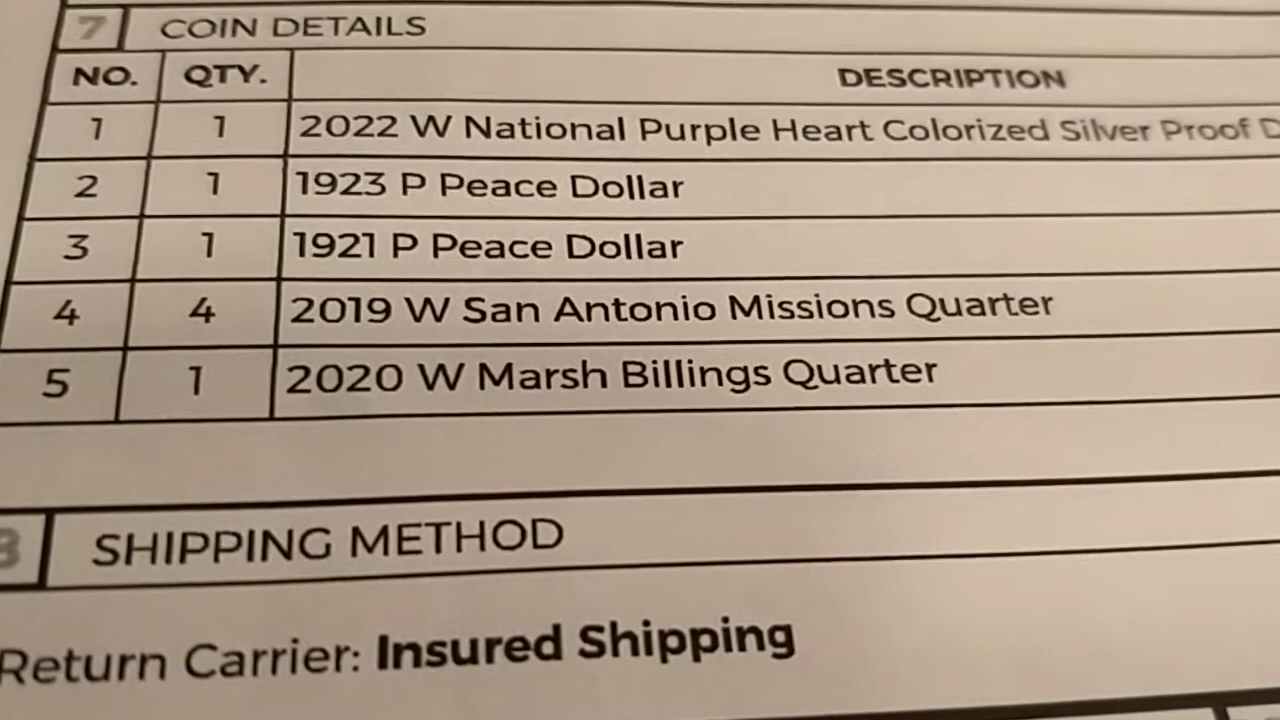 7 COIN DETAILS
NO. QTY. DESCRIPTION
1 1 2022 W National Purple Heart Colorized Silver Proof
2 1 1923 P Peace Dollar
3 1 1921 P Peace Dollar
4 4 2019 W San Antonio Missions Quarter
5 1 2020 W Marsh Billings Quarter
8 SHIPPING METHOD
Return Carrier: Insured Shipping